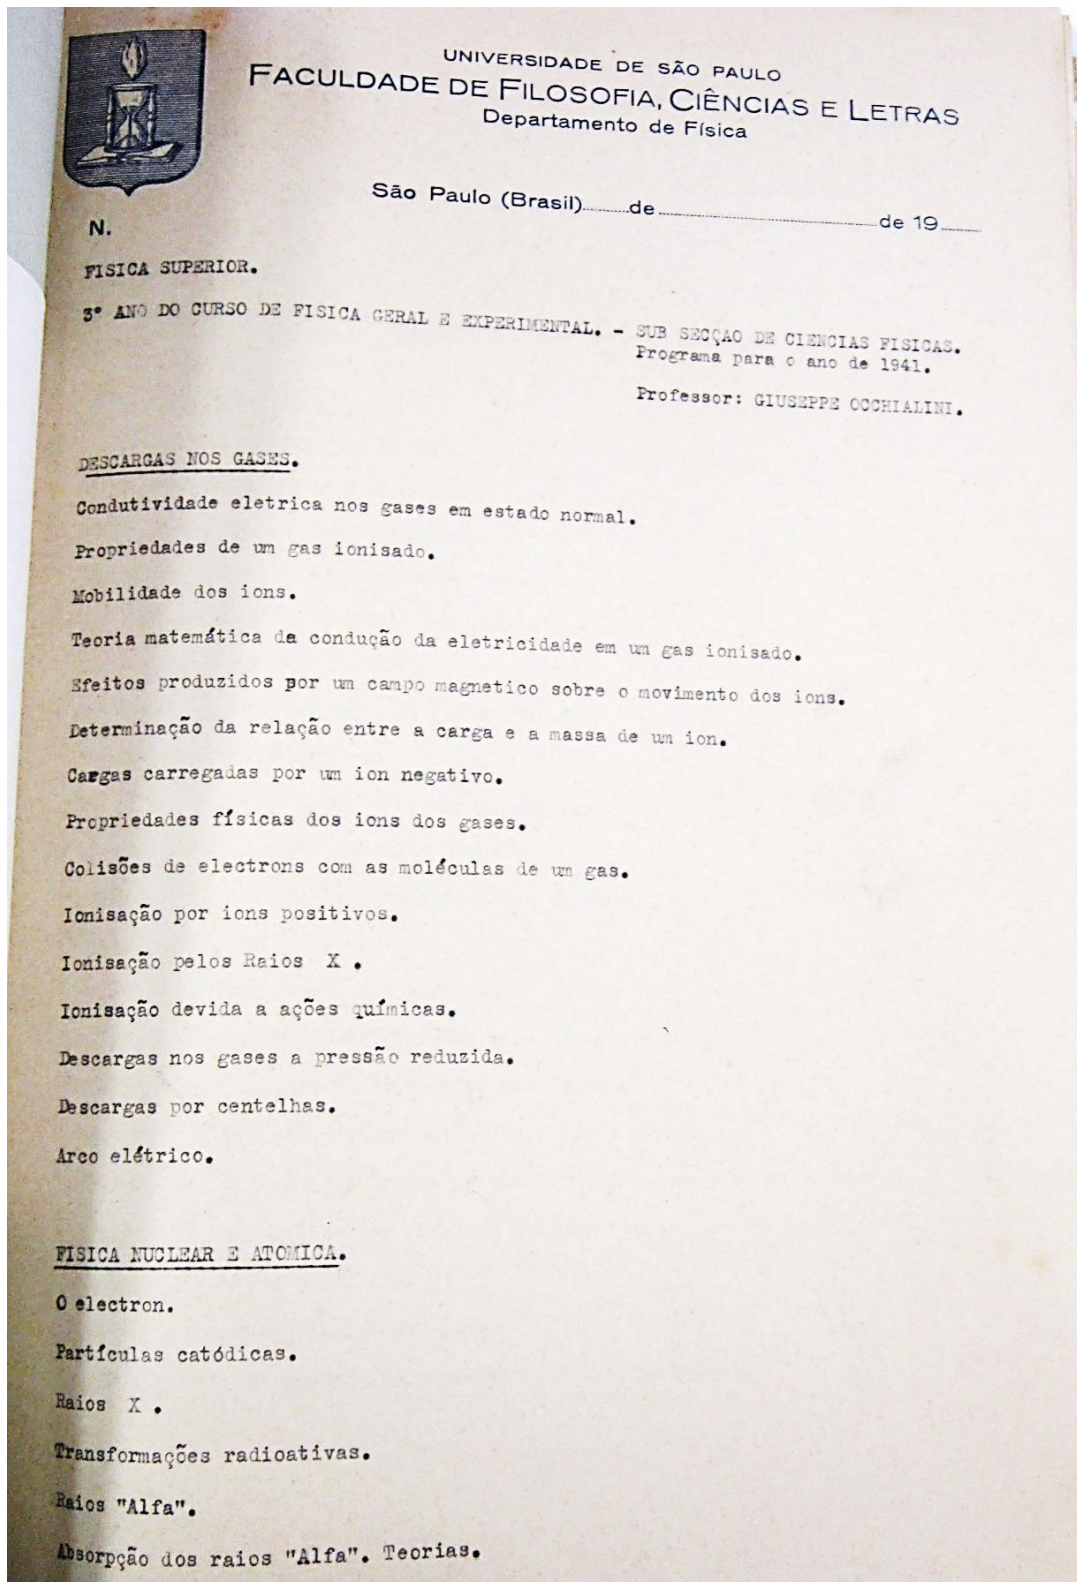 UNIVERSIDADE DE SÃO PAULO
FACULDADE DE FILOSOFIA, CIÊNCIAS E LETRAS
Departamento de Física
São Paulo (Brasil)........de........................................de 19......
N.
FISICA SUPERIOR.
3º ANO DO CURSO DE FISICA GERAL E EXPERIMENTAL. - SUB SECÇAO DE CIENCIAS FISICAS.
Programa para o ano de 1941.
Professor: GIUSEPPE OCCHIALINI.
DESCARGAS NOS GASES.
Condutividade eletrica nos gases em estado normal.
Propriedades de um gas ionisado.
Mobilidade dos ions.
Teoria matemática da condução da eletricidade em um gas ionisado.
Efeitos produzidos por um campo magnetico sobre o movimento dos ions.
Determinação da relação entre a carga e a massa de um ion.
Cargas carregadas por um ion negativo.
Propriedades físicas dos ions dos gases.
Colisões de electrons com as moléculas de um gas.
Ionisação por ions positivos.
Ionisação pelos Raios X .
Ionisação devida a ações químicas.
Descargas nos gases a pressão reduzida.
Descargas por centelhas.
Arco elétrico.
FISICA NUCLEAR E ATOMICA.
O electron.
Partículas catódicas.
Raios X .
Transformações radioativas.
Raios "Alfa".
Absorpção dos raios "Alfa". Teorias.